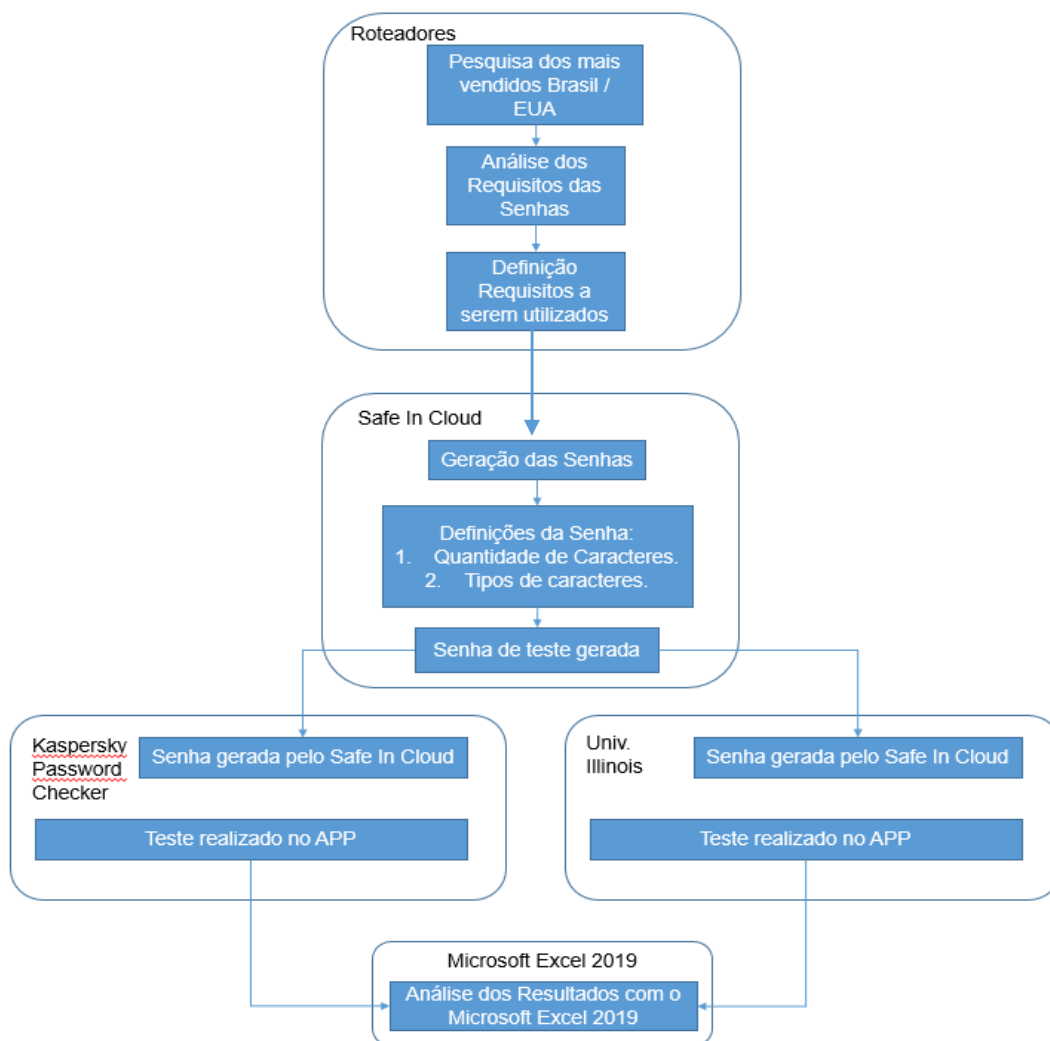 Roteadores
Pesquisa dos mais
vendidos Brasil /
EUA
Análise dos
Requisitos das
Senhas
Definição
Requisitos a
serem utilizados
Safe In Cloud
Geração das Senhas
Definições da Senha:
1. Quantidade de Caracteres.
2. Tipos de caracteres.
Senha de teste gerada
Kaspersky
Password
Checker
Senha gerada pelo Safe In Cloud
Teste realizado no APP
Univ.
Illinois
Senha gerada pelo Safe In Cloud
Teste realizado no APP
Microsoft Excel 2019
Análise dos Resultados com o
Microsoft Excel 2019